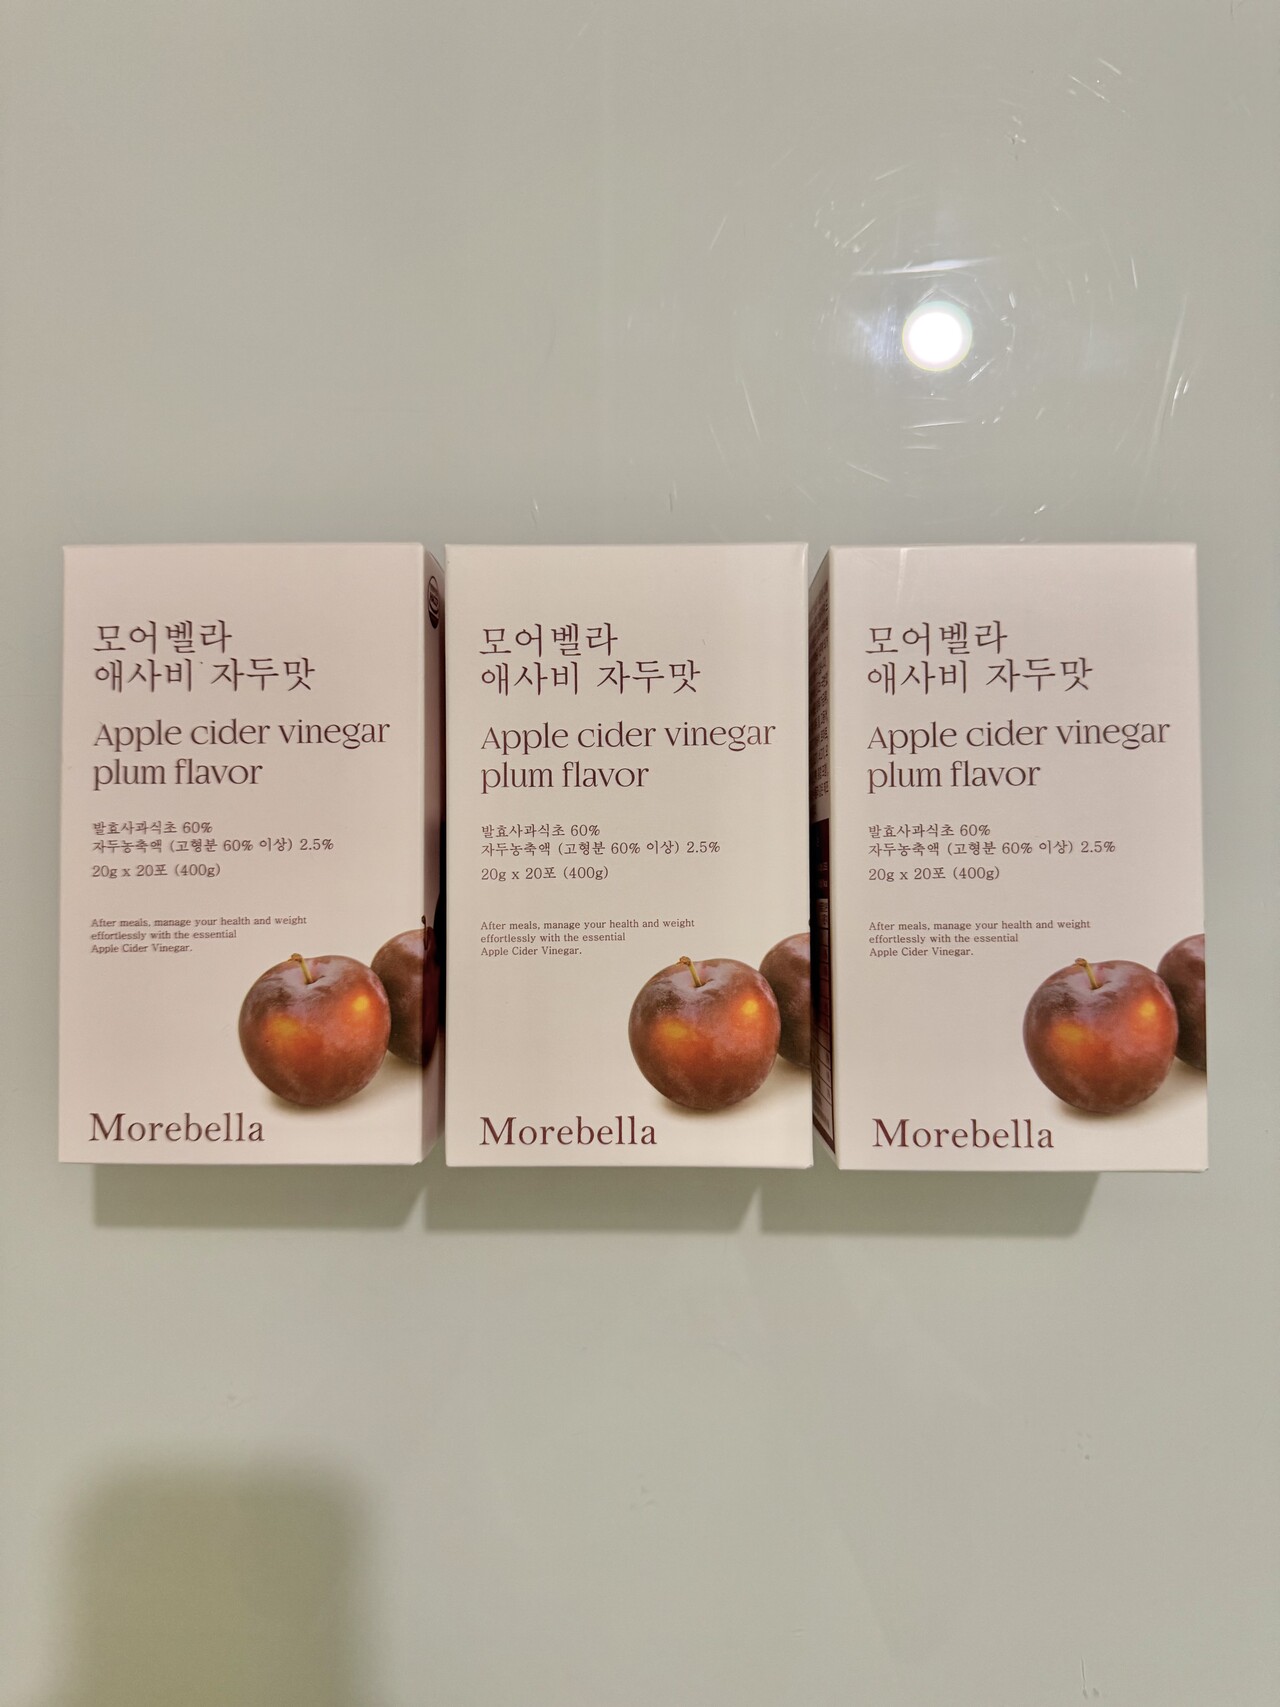 모어벨라
애사비 자두맛
Apple cider vinegar
plum flavor
발효사과식초 60%
자두농축액 (고형분 60% 이상) 2.5%
20g x 20포 (400g)
After meals, manage your health and weight
effortlessly with the essential
Apple Cider Vinegar.
Morebella
모어벨라
애사비 자두맛
Apple cider vinegar
plum flavor
발효사과식초 60%
자두농축액 (고형분 60% 이상) 2.5%
20g x 20포 (400g)
After meals, manage your health and weight
effortlessly with the essential
Apple Cider Vinegar.
Morebella
모어벨라
애사비 자두맛
Apple cider vinegar
plum flavor
발효사과식초 60%
자두농축액 (고형분 60% 이상) 2.5%
20g x 20포 (400g)
After meals, manage your health and weight
effortlessly with the essential
Apple Cider Vinegar.
Morebella